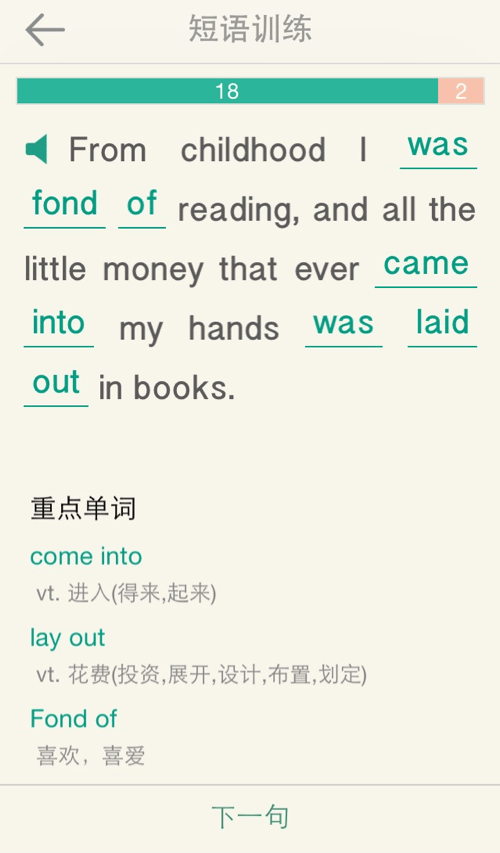 短语训练
18 2
From childhood I was
fond of reading, and all the
little money that ever came
into my hands was laid
out in books.
重点单词
come into
vt. 进入(得来,起来)
lay out
vt. 花费(投资,展开,设计,布置,划定)
Fond of
喜欢，喜爱
下一句